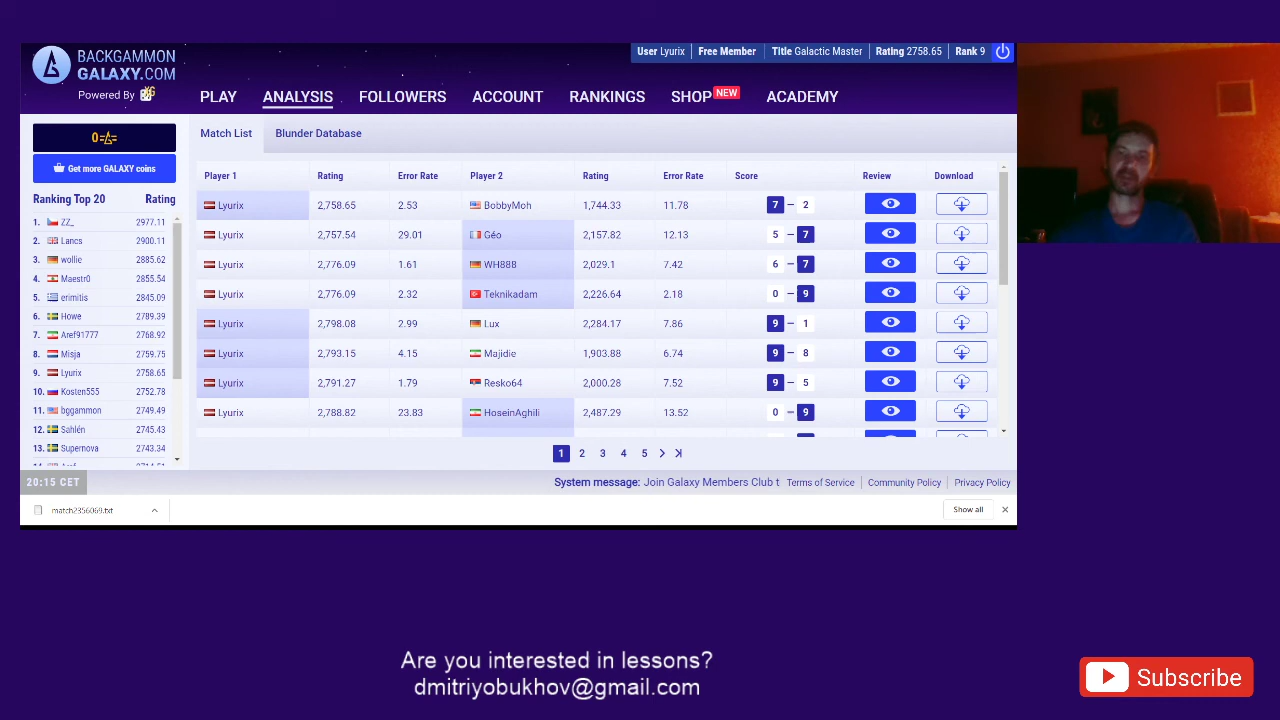 BACKGAMMON
GALAXY.COM
Powered By
User Lyurix Free Member Title Galactic Master Rating 2758.65 Rank 9
PLAY ANALYSIS FOLLOWERS ACCOUNT RANKINGS SHOP NEW ACADEMY
0
Get more GALAXY coins
Ranking Top 20 Rating
1. ZZ_ 2977.11
2. Lancs 2900.11
3. wollie 2885.62
4. Maestr0 2855.54
5. erimitis 2845.09
6. Howe 2789.39
7. Aref91777 2768.92
8. Misja 2759.75
9. Lyurix 2758.65
10. Kosten555 2752.78
11. bggammon 2749.49
12. Sahlén 2745.43
13. Supernova 2743.34
Match List Blunder Database
Player 1 Rating Error Rate Player 2 Rating Error Rate Score Review Download
Lyurix 2,758.65 2.53 BobbyMoh 1,744.33 11.78 7 – 2
Lyurix 2,757.54 29.01 Géo 2,157.82 12.13 5 – 7
Lyurix 2,776.09 1.61 WH888 2,029.1 7.42 6 – 7
Lyurix 2,776.09 2.32 Teknikadam 2,226.64 2.18 0 – 9
Lyurix 2,798.08 2.99 Lux 2,284.17 7.86 9 – 1
Lyurix 2,793.15 4.15 Majidie 1,903.88 6.74 9 – 8
Lyurix 2,791.27 1.79 Resko64 2,000.28 7.52 9 – 5
Lyurix 2,788.82 23.83 HoseinAghili 2,487.29 13.52 0 – 9
1 2 3 4 5
20:15 CET
System message: Join Galaxy Members Club t Terms of Service Community Policy Privacy Policy
match2356069.txt
Show all
Are you interested in lessons?
dmitriyobukhov@gmail.com
Subscribe